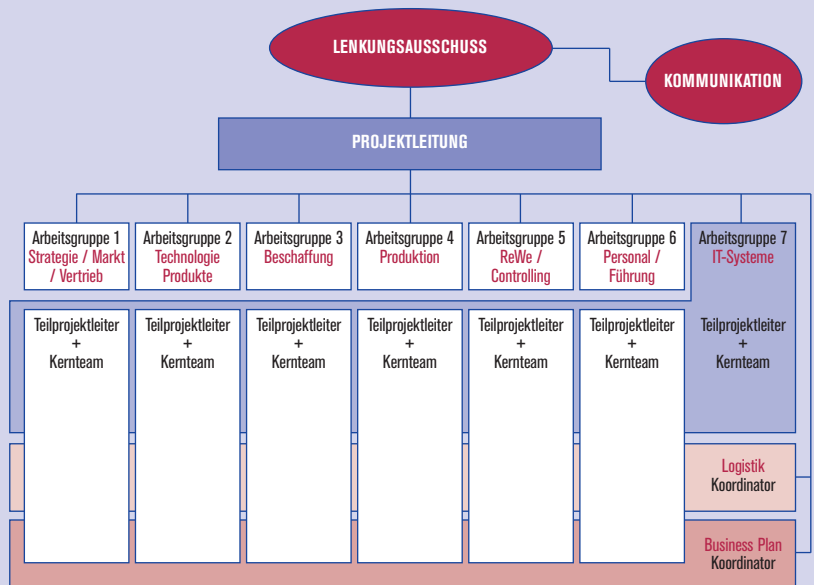 LENKUNGSAUSSCHUSS
KOMMUNIKATION
PROJEKTLEITUNG
Arbeitsgruppe 1
Strategie / Markt
/ Vertrieb
Arbeitsgruppe 2
Technologie
Produkte
Arbeitsgruppe 3
Beschaffung
Arbeitsgruppe 4
Produktion
Arbeitsgruppe 5
ReWe /
Controlling
Arbeitsgruppe 6
Personal /
Führung
Arbeitsgruppe 7
IT-Systeme
Teilprojektleiter
+
Kernteam
Teilprojektleiter
+
Kernteam
Teilprojektleiter
+
Kernteam
Teilprojektleiter
+
Kernteam
Teilprojektleiter
+
Kernteam
Teilprojektleiter
+
Kernteam
Teilprojektleiter
+
Kernteam
Logistik
Koordinator
Business Plan
Koordinator